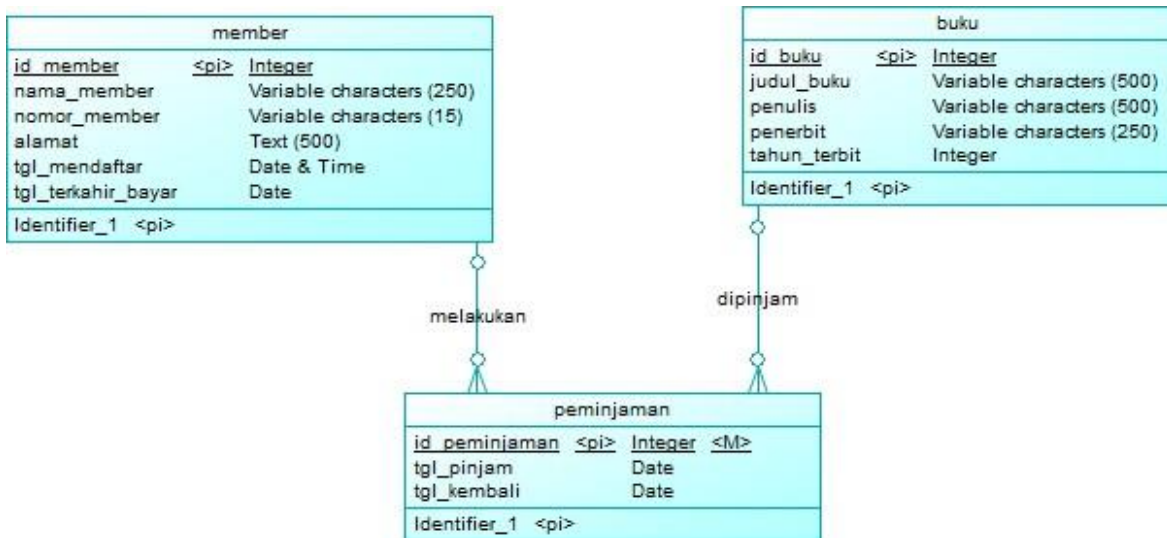 member
id_member <pi> Integer
nama_member Variable characters (250)
nomor_member Variable characters (15)
alamat Text (500)
tgl_mendaftar Date & Time
tgl_terkahir_bayar Date
Identifier_1 <pi>
buku
id_buku <pi> Integer
judul_buku Variable characters (500)
penulis Variable characters (500)
penerbit Variable characters (250)
tahun_terbit Integer
Identifier_1 <pi>
melakukan
dipinjam
peminjaman
id_peminjaman <pi> Integer <M>
tgl_pinjam Date
tgl_kembali Date
Identifier_1 <pi>